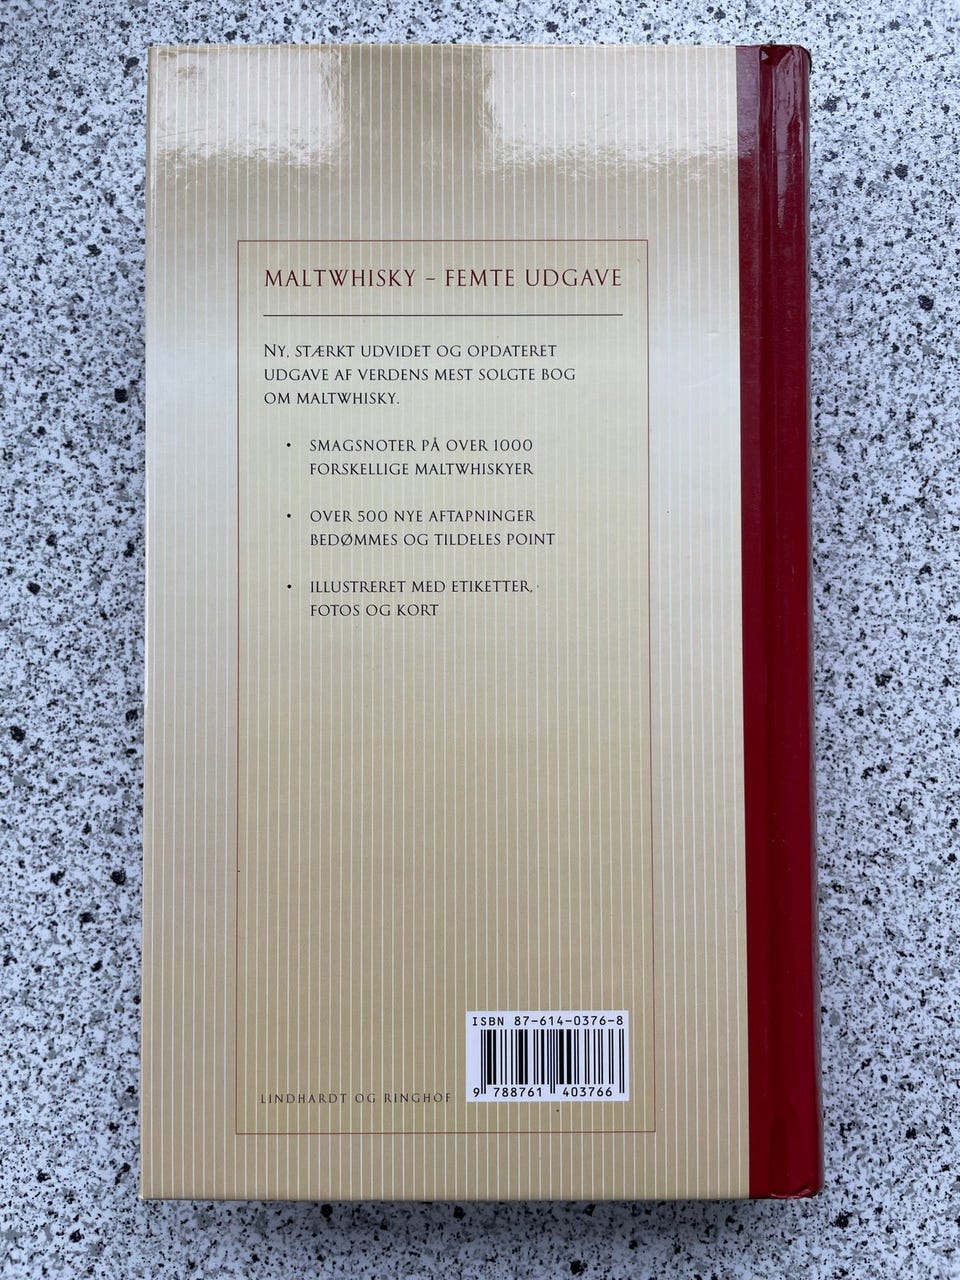 MALTWHISKY – FEMTE UDGAVE
NY, STÆRKT UDVIDET OG OPDATERET
UDGAVE AF VERDENS MEST SOLGTE BOG
OM MALTWHISKY.
• SMAGSNOTER PÅ OVER 1000
FORSKELLIGE MALTWHISKYER
• OVER 500 NYE AFTAPNINGER
BEDØMMES OG TILDELES POINT
• ILLUSTRERET MED ETIKETTER,
FOTOS OG KORT
ISBN 87-614-0376-8
9 788761 403766
LINDHARDT OG RINGHOF